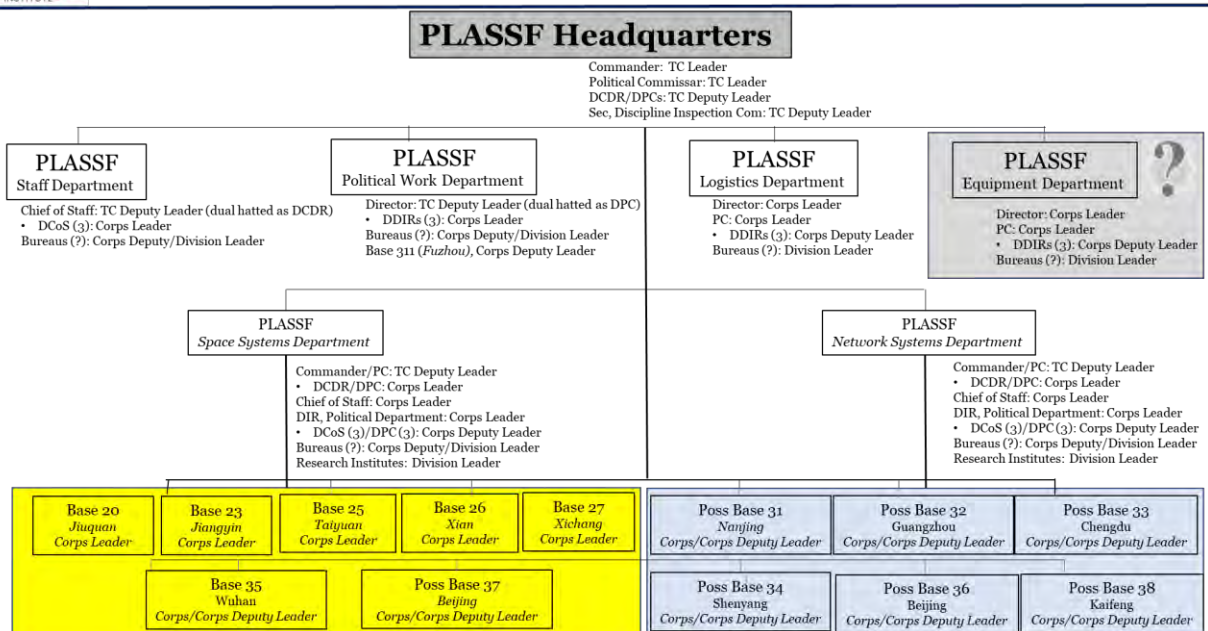 PLASSF Headquarters
Commander:  TC Leader
Political Commissar: TC Leader
DCDR/DPCs: TC Deputy Leader
Sec, Discipline Inspection Com: TC Deputy Leader
PLASSF
Staff Department
Chief of Staff: TC Deputy Leader (dual hatted as DCDR)
• DCoS (3): Corps Leader
Bureaus (?): Corps Deputy/Division Leader
PLASSF
Political Work Department
Director: TC Deputy Leader (dual hatted as DPC)
• DDIRs (3): Corps Leader
Bureaus (?): Corps Deputy/Division Leader
Base 311 (Fuzhou), Corps Deputy Leader
PLASSF
Logistics Department
Director: Corps Leader
PC: Corps Leader
• DDIRs (3): Corps Deputy Leader
Bureaus (?): Division Leader
PLASSF
Equipment Department
?
Director: Corps Leader
PC: Corps Leader
• DDIRs (3): Corps Deputy Leader
Bureaus (?): Division Leader
PLASSF
Space Systems Department
Commander/PC: TC Deputy Leader
• DCDR/DPC: Corps Leader
Chief of Staff: Corps Leader
DIR, Political Department: Corps Leader
• DCoS (3)/DPC (3): Corps Deputy Leader
Bureaus (?): Corps Deputy/Division Leader
Research Institutes: Division Leader
PLASSF
Network Systems Department
Commander/PC: TC Deputy Leader
• DCDR/DPC: Corps Leader
Chief of Staff: Corps Leader
DIR, Political Department: Corps Leader
• DCoS (3)/DPC (3): Corps Deputy Leader
Bureaus (?): Corps Deputy/Division Leader
Research Institutes: Division Leader
Base 20
Jiuquan
Corps Leader
Base 23
Jiangyin
Corps Leader
Base 25
Taiyuan
Corps Leader
Base 26
Xian
Corps Leader
Base 27
Xichang
Corps Leader
Base 35
Wuhan
Corps/Corps Deputy Leader
Poss Base 37
Beijing
Corps/Corps Deputy Leader
Poss Base 31
Nanjing
Corps/Corps Deputy Leader
Poss Base 32
Guangzhou
Corps/Corps Deputy Leader
Poss Base 33
Chengdu
Corps/Corps Deputy Leader
Poss Base 34
Shenyang
Corps/Corps Deputy Leader
Poss Base 36
Beijing
Corps/Corps Deputy Leader
Poss Base 38
Kaifeng
Corps/Corps Deputy Leader